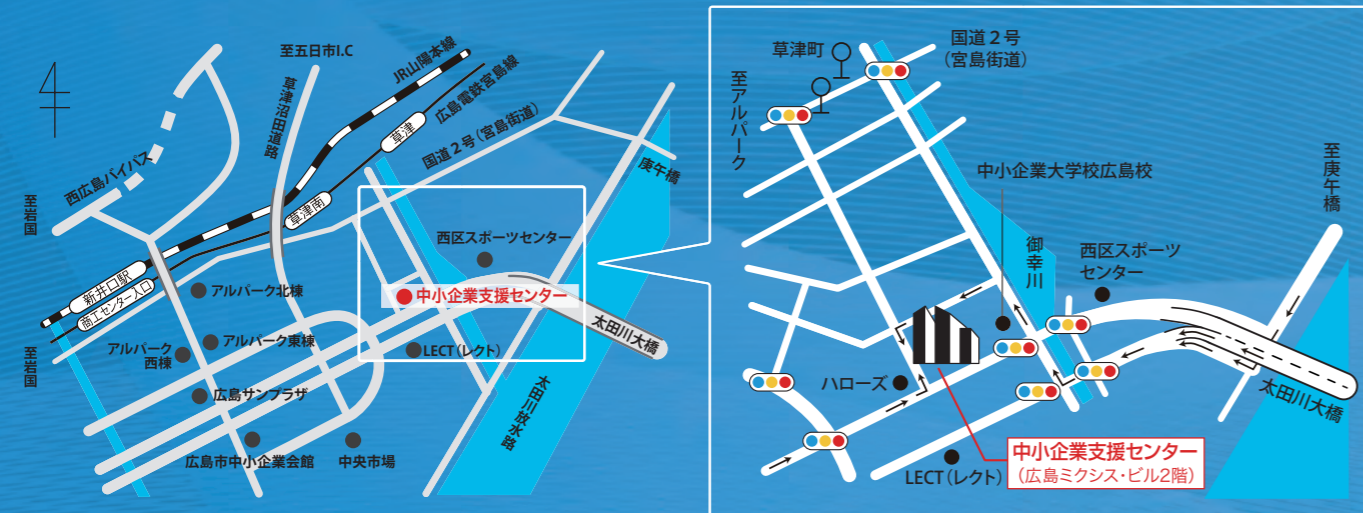 至五日市I.C
草津沼田道路
JR山陽本線
広島電鉄宮島線
草津
国道2号(宮島街道)
庚午橋
西広島バイパス
至岩国
草津南
西区スポーツセンター
新井口駅
商工センター入口
アルパーク北棟
中小企業支援センター
太田川大橋
アルパーク東棟
アルパーク
西棟
LECT(レクト)
至岩国
広島サンプラザ
太田川放水路
広島市中小企業会館
中央市場
草津町
国道2号
(宮島街道)
至アルパーク
中小企業大学校広島校
至庚午橋
御幸川
西区スポーツ
センター
ハローズ
太田川大橋
中小企業支援センター
(広島ミクシス・ビル2階)
LECT(レクト)